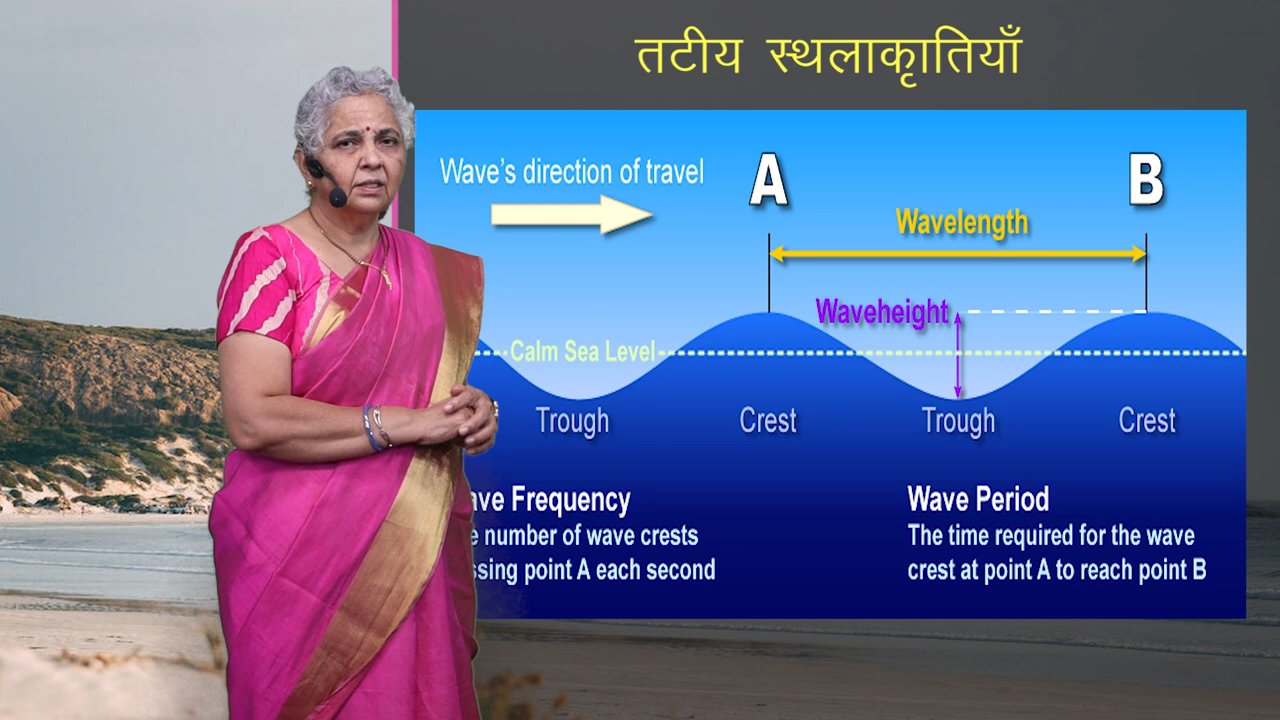 तटीय स्थलाकृातियाँ
Wave's direction of travel
A
B
Wavelength
Waveheight
Calm Sea Level
Trough
Crest
Trough
Crest
Frequency
number of wave crests
point A each second
Wave Period
The time required for the wave
crest at point A to reach point B